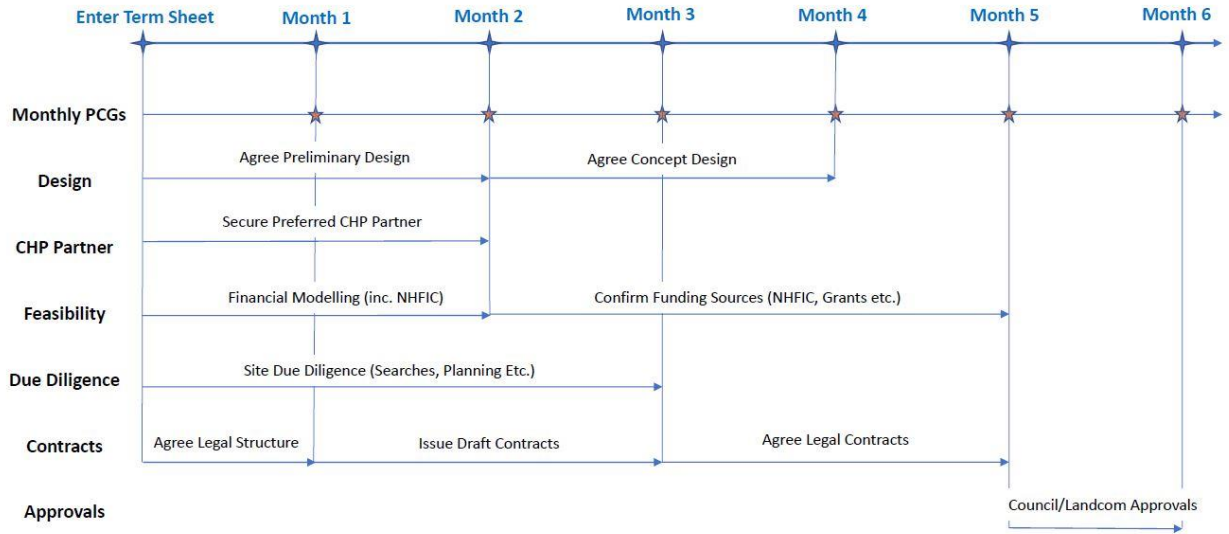 Enter Term Sheet Month 1 Month 2 Month 3 Month 4 Month 5 Month 6
Monthly PCGs
Agree Preliminary Design Agree Concept Design
Design
Secure Preferred CHP Partner
CHP Partner
Financial Modelling (inc. NHFIC) Confirm Funding Sources (NHFIC, Grants etc.)
Feasibility
Site Due Diligence (Searches, Planning Etc.)
Due Diligence
Contracts Agree Legal Structure Issue Draft Contracts Agree Legal Contracts
Council/Landcom Approvals
Approvals